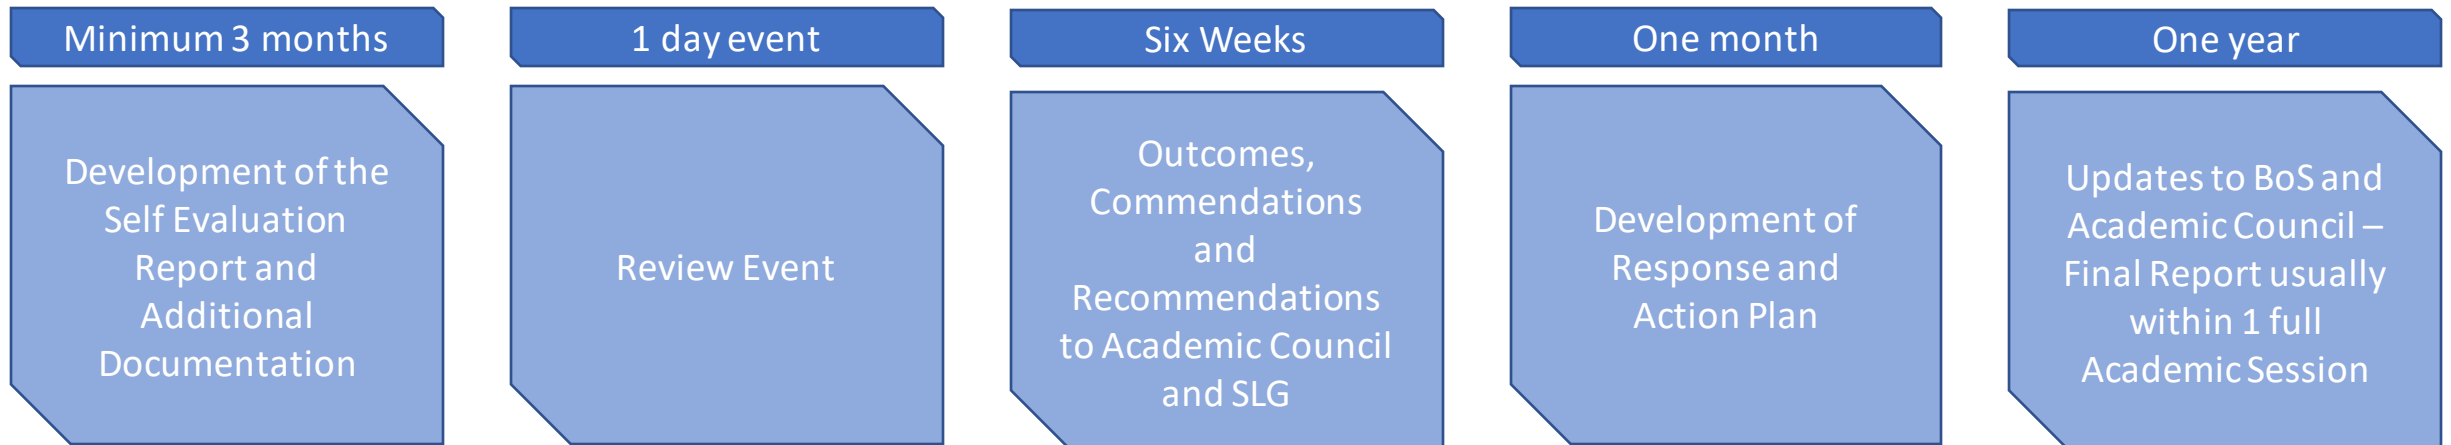 Minimum 3 months
Development of the
Self Evaluation
Report and
Additional
Documentation
1 day event
Review Event
Six Weeks
Outcomes,
Commendations
and
Recommendations
to Academic Council
and SLG
One month
Development of
Response and
Action Plan
One year
Updates to BoS and
Academic Council –
Final Report usually
within 1 full
Academic Session